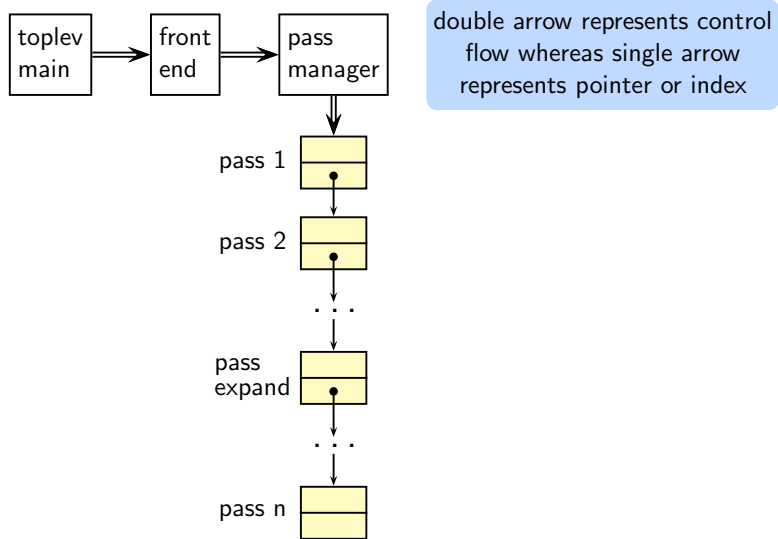 toplev
main
front
end
pass
manager
double arrow represents control
flow whereas single arrow
represents pointer or index
pass 1
pass 2
. . .
pass
expand
. . .
pass n